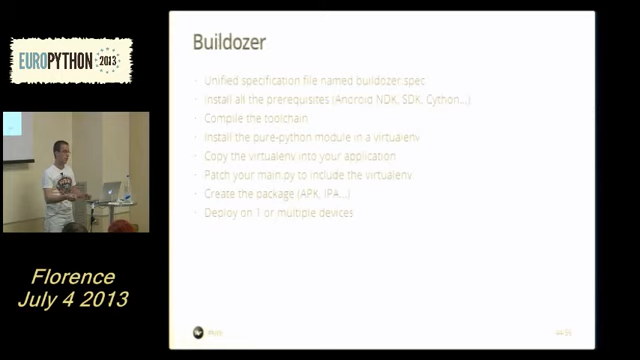 EUROPYTHON 2013
Florence
July 4 2013
Buildozer
· Unified specification file named buildozer.spec
· Install all the prerequisites (Android NDK, SDK, Cython...)
· Compile the toolchain
· Install the pure-python module in a virtualenv
· Copy the virtualenv into your application
· Patch your main.py to include the virtualenv
· Create the package (APK, IPA...)
· Deploy on 1 or multiple devices